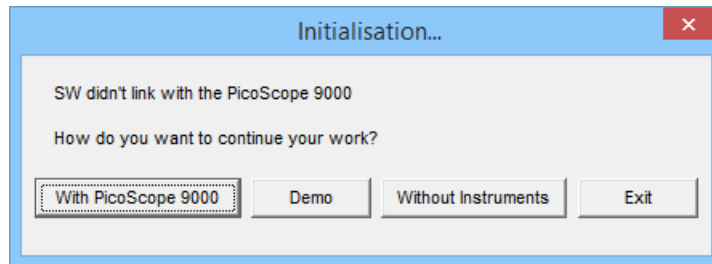 Initialisation...
SW didn't link with the PicoScope 9000
How do you want to continue your work?
With PicoScope 9000 Demo Without Instruments Exit